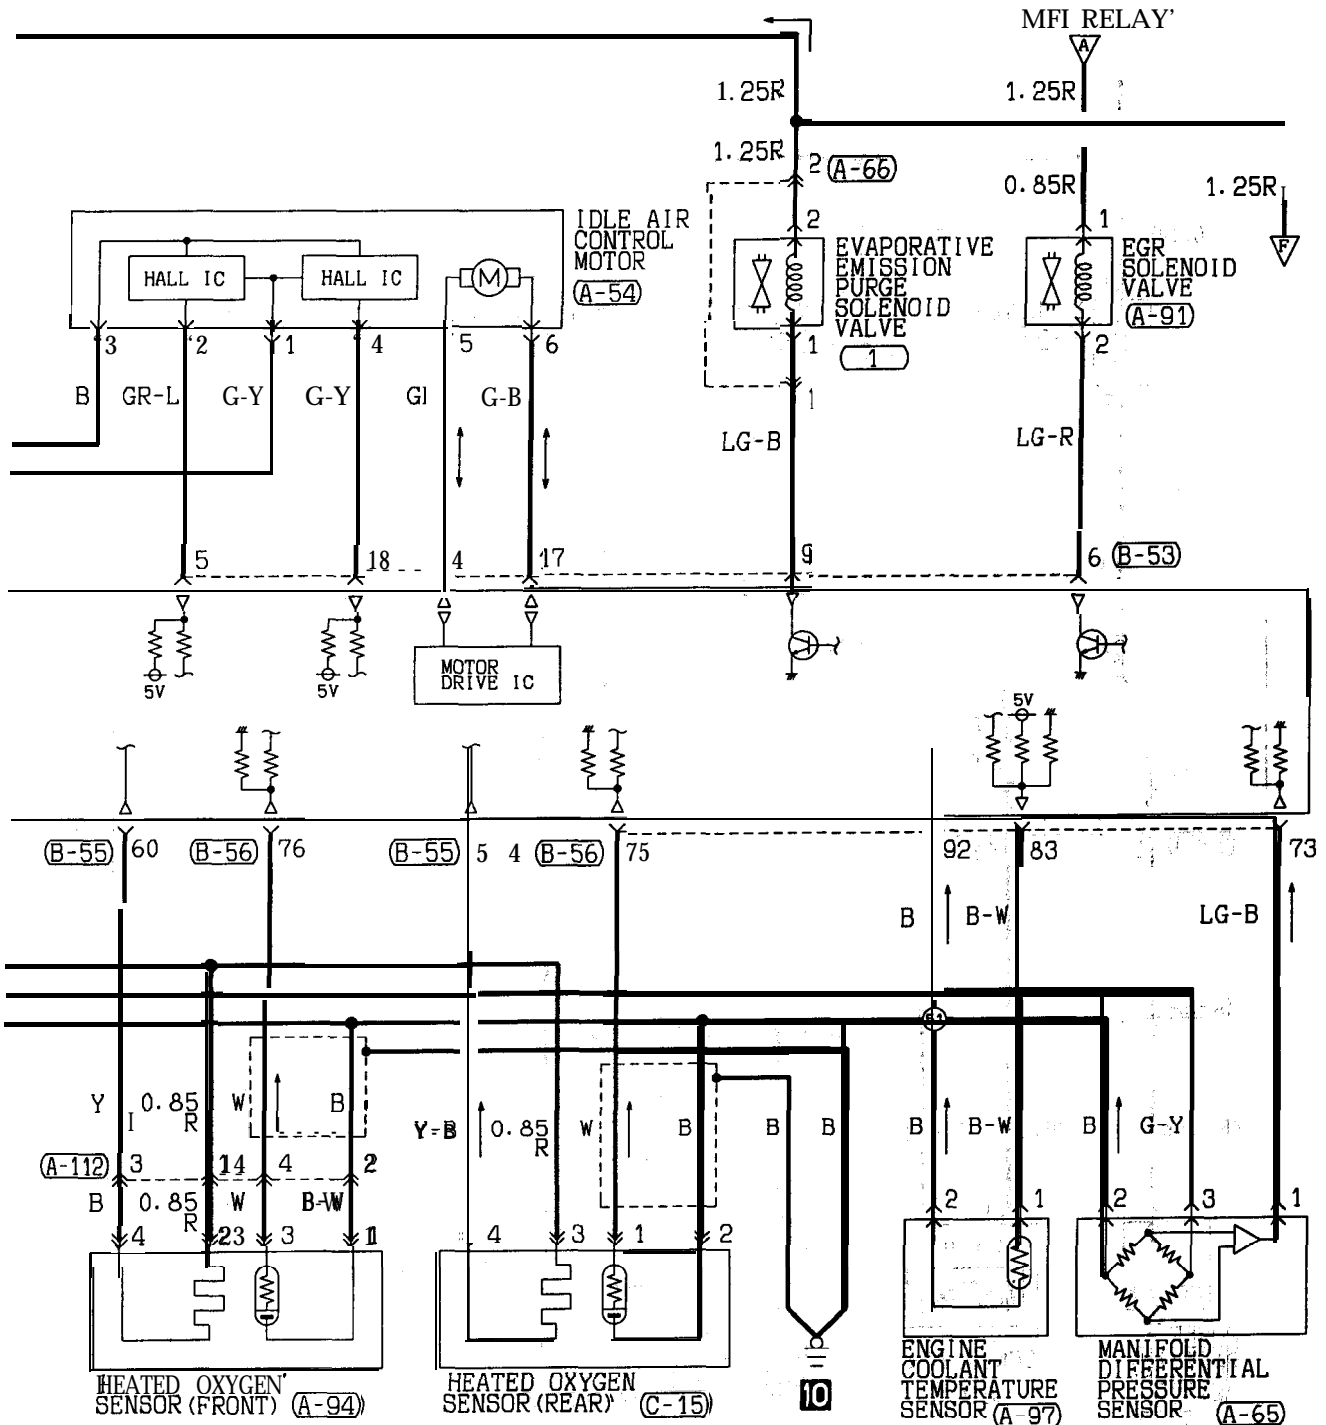 MFI RELAY'
A
1.25R
1.25R
1.25R
2 (A-66)
0.85R
1.25R
F
IDLE AIR
CONTROL
MOTOR
(A-54)
HALL IC
HALL IC
M
2
EVAPORATIVE
EMISSION
PURGE
SOLENOID
VALVE
1
1
EGR
SOLENOID
VALVE
(A-91)
3
2
1
4
5
6
1
2
B
GR-L
G-Y
G-Y
G
G-B
1
LG-B
LG-R
5
18
4
17
9
6
(B-53)
5V
5V
MOTOR
DRIVE IC
5V
(B-55) 60
(B-56) 76
(B-55) 5 4
(B-56) 75
92
83
73
B
B-W
LG-B
Y
0.85
R
W
B
Y-B
0.85
R
W
B
B
B
B
B-W
B
G-Y
(A-112) 3
14
4
2
B
0.85
R
W
B-W
2
1
2
3
1
4
23
3
1
4
3
1
2
HEATED OXYGEN'
SENSOR (FRONT) (A-94)
HEATED OXYGEN
SENSOR (REAR) (C-15)
10
ENGINE
COOLANT
TEMPERATURE
SENSOR (A-97)
MANIFOLD
DIFFERENTIAL
PRESSURE
SENSOR (A-65)